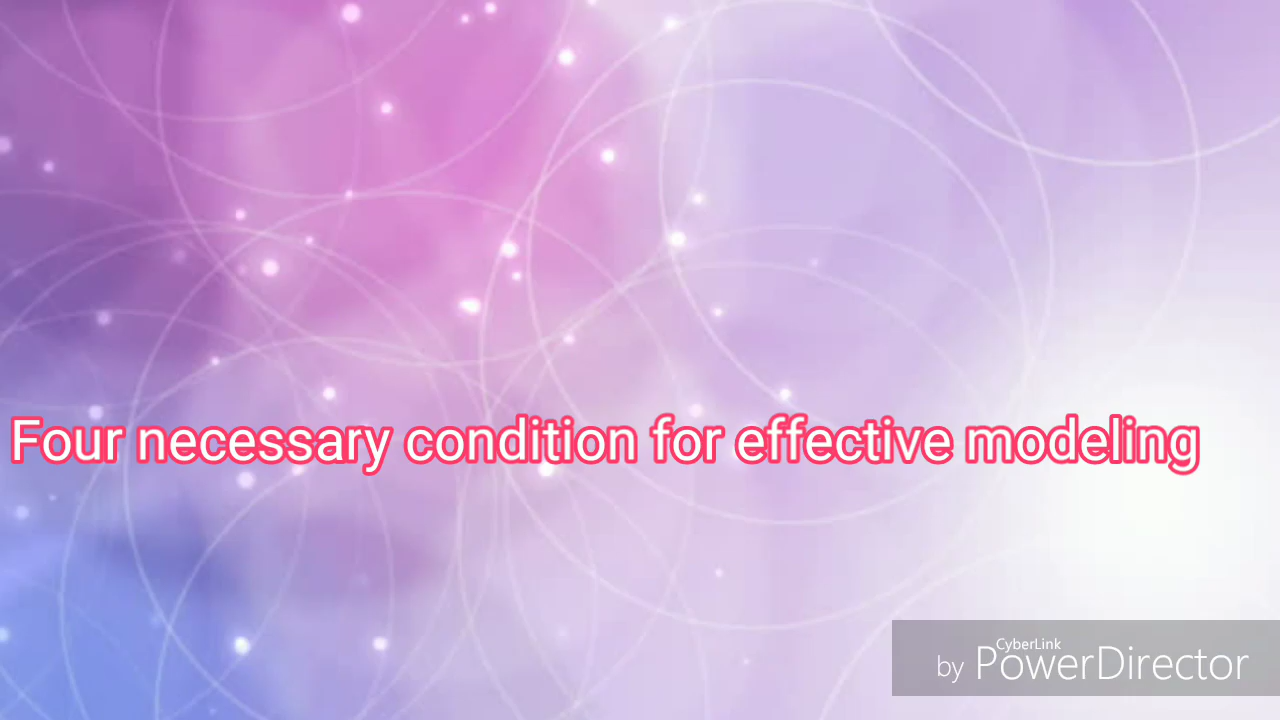 Four necessary condition for effective modeling
CyberLink
by PowerDirector